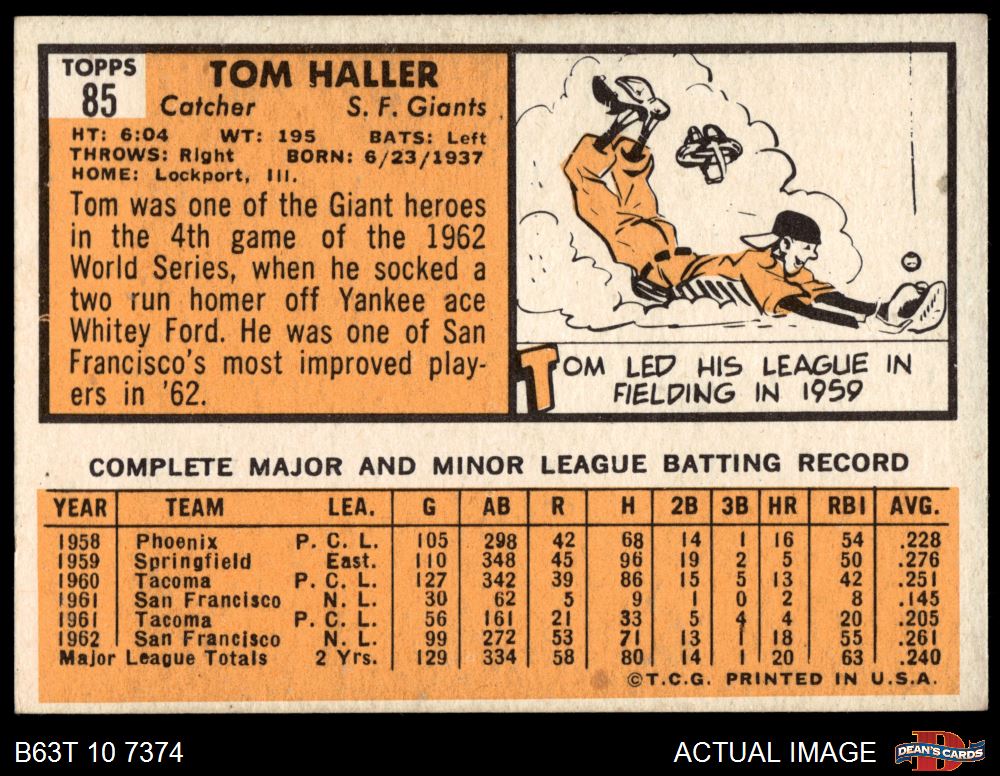 TOPPS
85
TOM HALLER
Catcher S. F. Giants
HT: 6:04 WT: 195 BATS: Left
THROWS: Right BORN: 6/23/1937
HOME: Lockport, Ill.
Tom was one of the Giant heroes
in the 4th game of the 1962
World Series, when he socked a
two run homer off Yankee ace
Whitey Ford. He was one of San
Francisco's most improved play-
ers in '62.
TOM LED HIS LEAGUE IN
FIELDING IN 1959
COMPLETE MAJOR AND MINOR LEAGUE BATTING RECORD
YEAR TEAM LEA. G AB R H 2B 3B HR RBI AVG.
1958 Phoenix P. C. L. 105 298 42 68 14 1 16 54 .228
1959 Springfield East. 110 348 45 96 19 2 5 50 .276
1960 Tacoma P. C. L. 127 342 39 86 15 5 13 42 .251
1961 San Francisco N. L. 30 62 5 9 1 0 2 8 .145
1961 Tacoma P. C. L. 56 161 21 33 5 4 4 20 .205
1962 San Francisco N. L. 99 272 53 71 13 1 18 55 .261
Major League Totals 2 Yrs. 129 334 58 80 14 1 20 63 .240
©T.C.G. PRINTED IN U.S.A.
B63T 10 7374 ACTUAL IMAGE DEAN'S CARDS